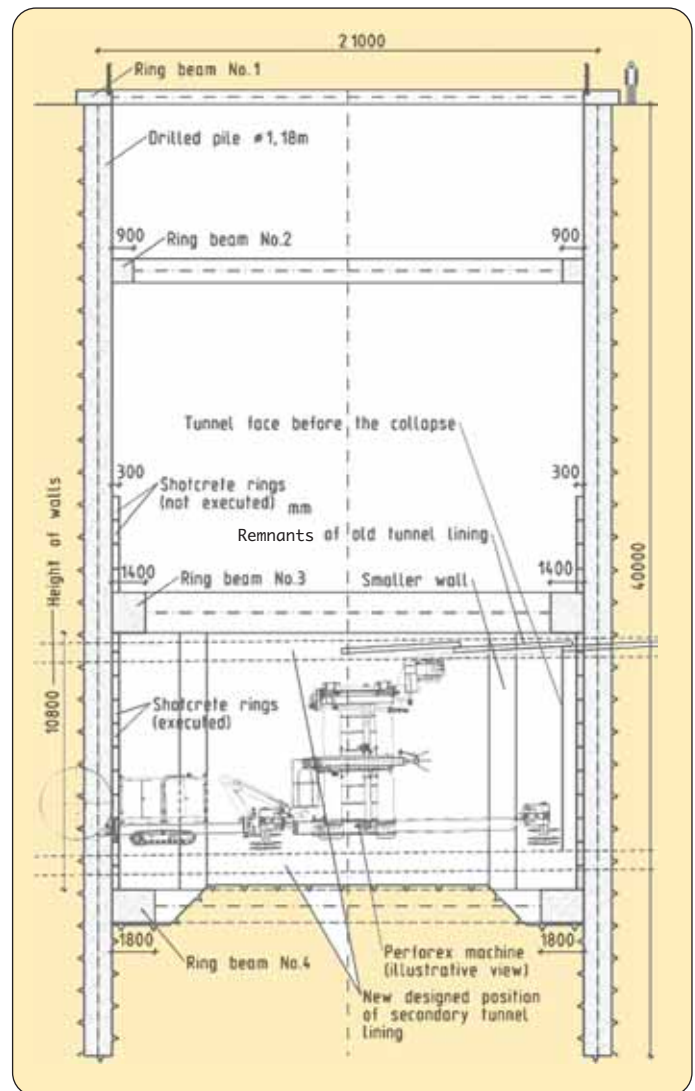 21000
Ring beam No.1
Drilled pile ø1,18m
900
Ring beam No.2
900
Tunnel face before the collapse
300
300
Shotcrete rings
(not executed) mm
Height of walls
Remnants of old tunnel lining
40000
1400
Ring beam No.3
Smaller wall
1400
10800
Shotcrete rings
(executed)
1800
1800
Ring beam No.4
Perforex machine
(illustrative view)
New designed position
of secondary tunnel
lining